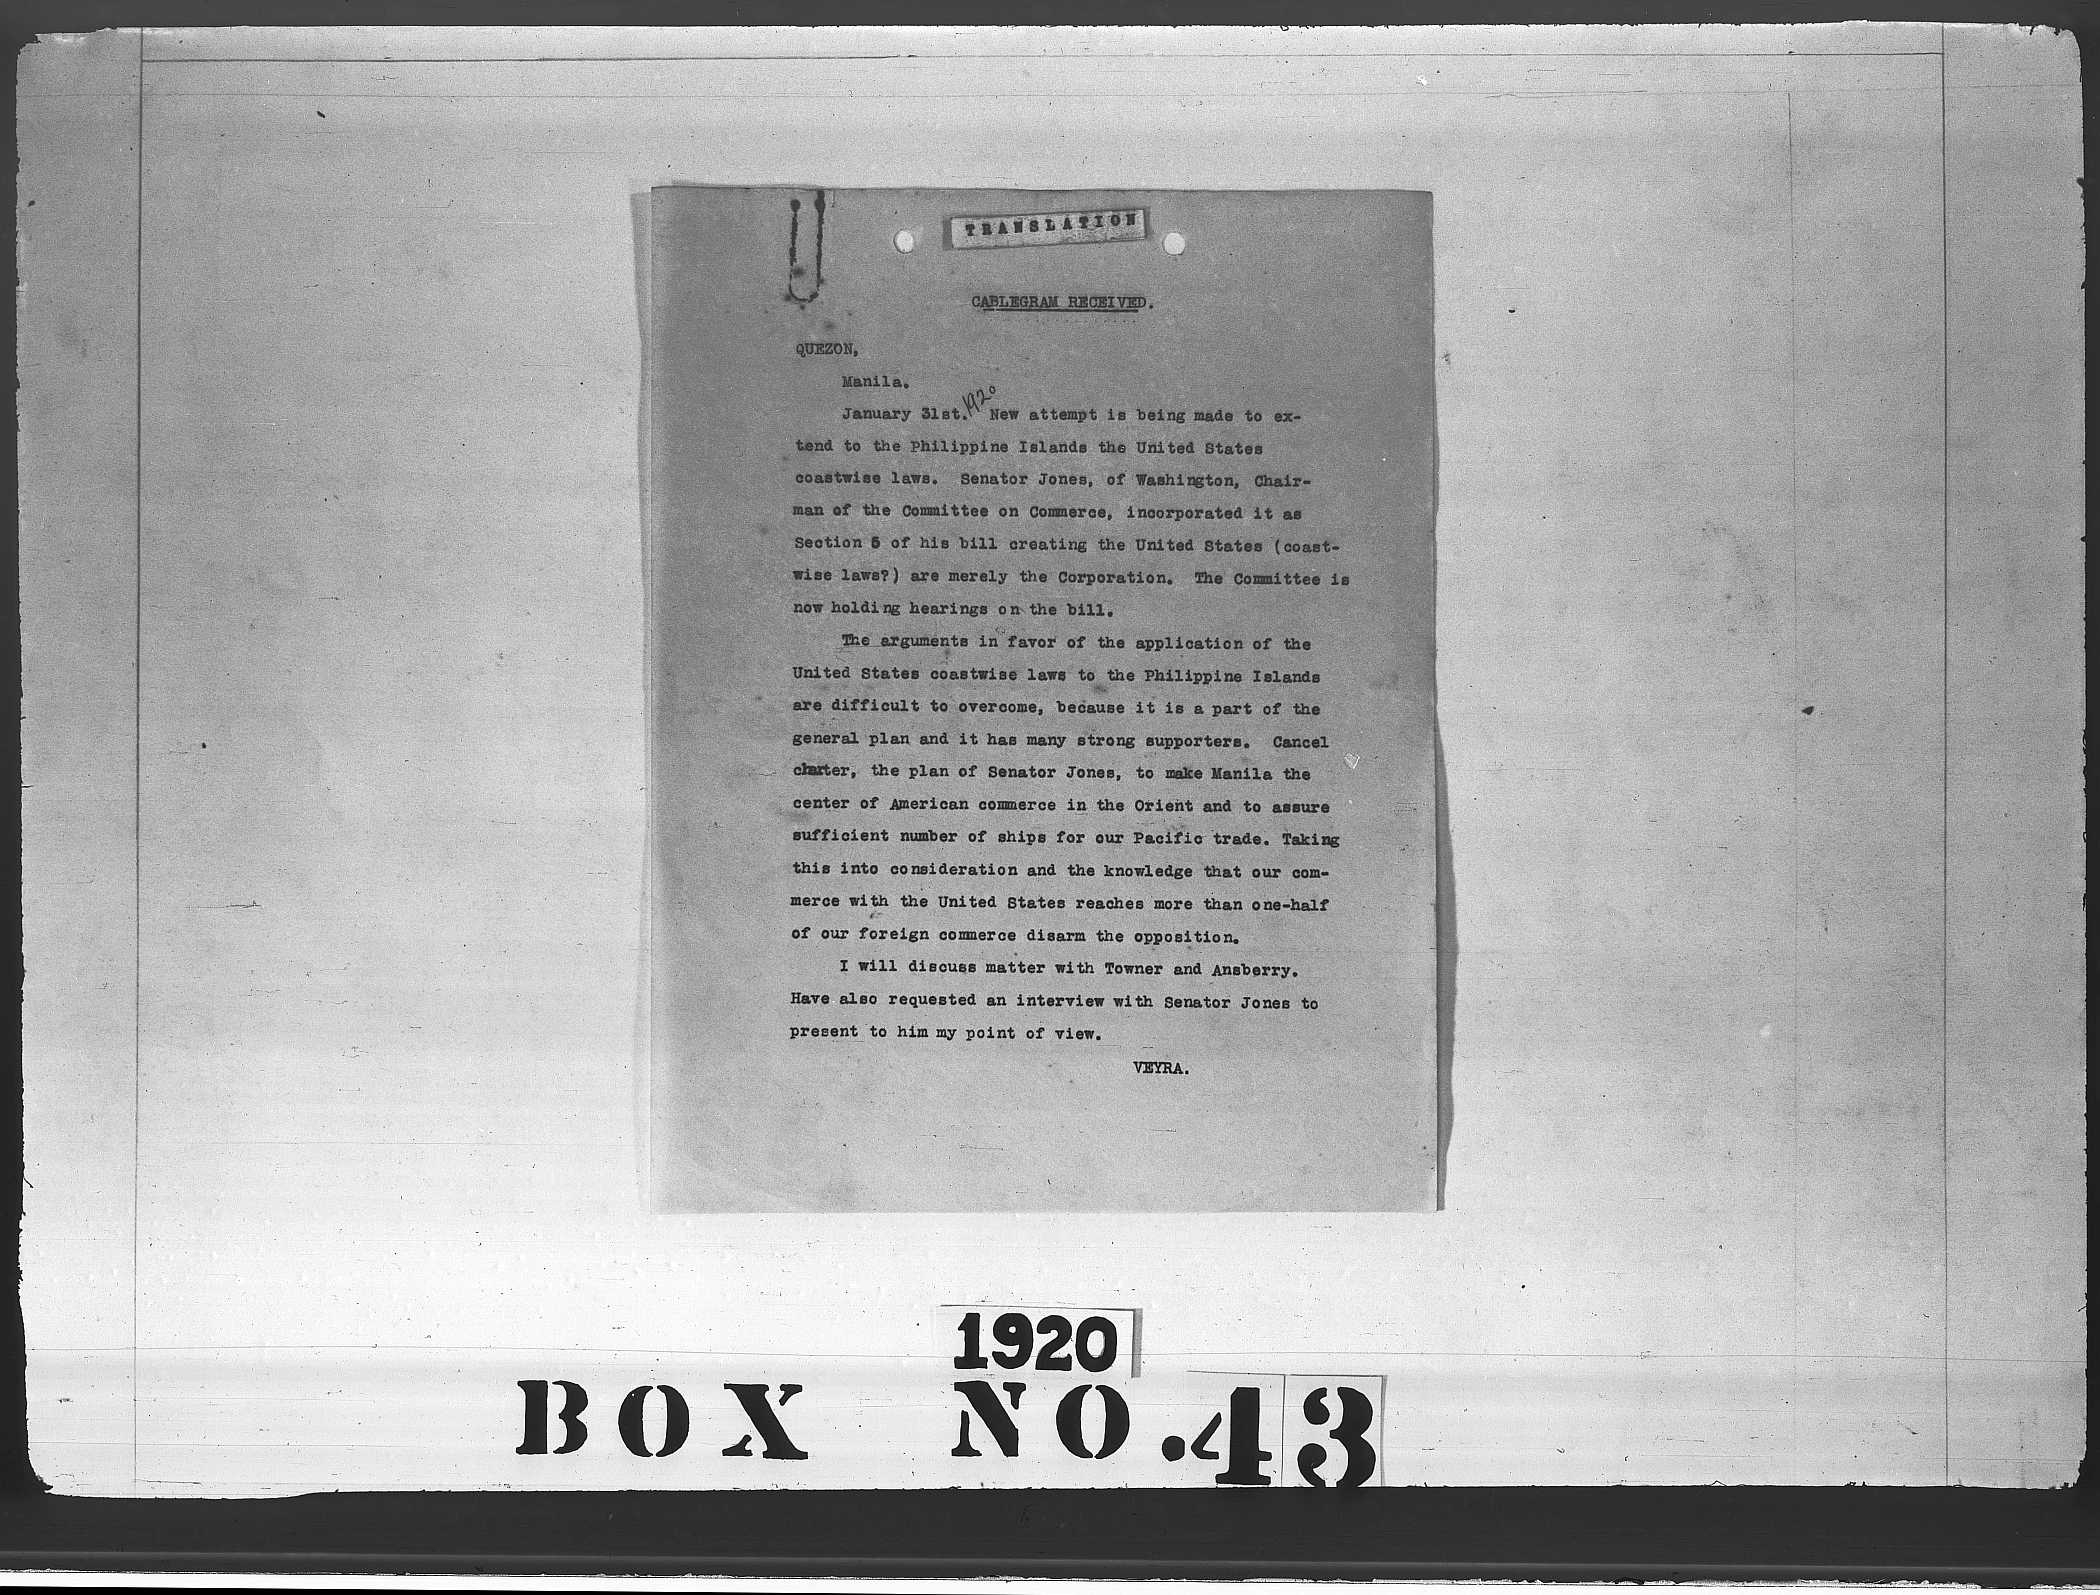 TRANSLATION
CABLEGRAM RECEIVED.
QUEZON,
Manila.
January 31st. 1920 New attempt is being made to ex-
tend to the Philippine Islands the United States
coastwise laws. Senator Jones, of Washington, Chair-
man of the Committee on Commerce, incorporated it as
Section 5 of his bill creating the United States (coast-
wise laws?) are merely the Corporation. The Committee is
now holding hearings on the bill.
The arguments in favor of the application of the
United States coastwise laws to the Philippine Islands
are difficult to overcome, because it is a part of the
general plan and it has many strong supporters. Cancel
charter, the plan of Senator Jones, to make Manila the
center of American commerce in the Orient and to assure
sufficient number of ships for our Pacific trade. Taking
this into consideration and the knowledge that our com-
merce with the United States reaches more than one-half
of our foreign commerce disarm the opposition.
I will discuss matter with Towner and Ansberry.
Have also requested an interview with Senator Jones to
present to him my point of view.
VEYRA.
1920
BOX NO.43